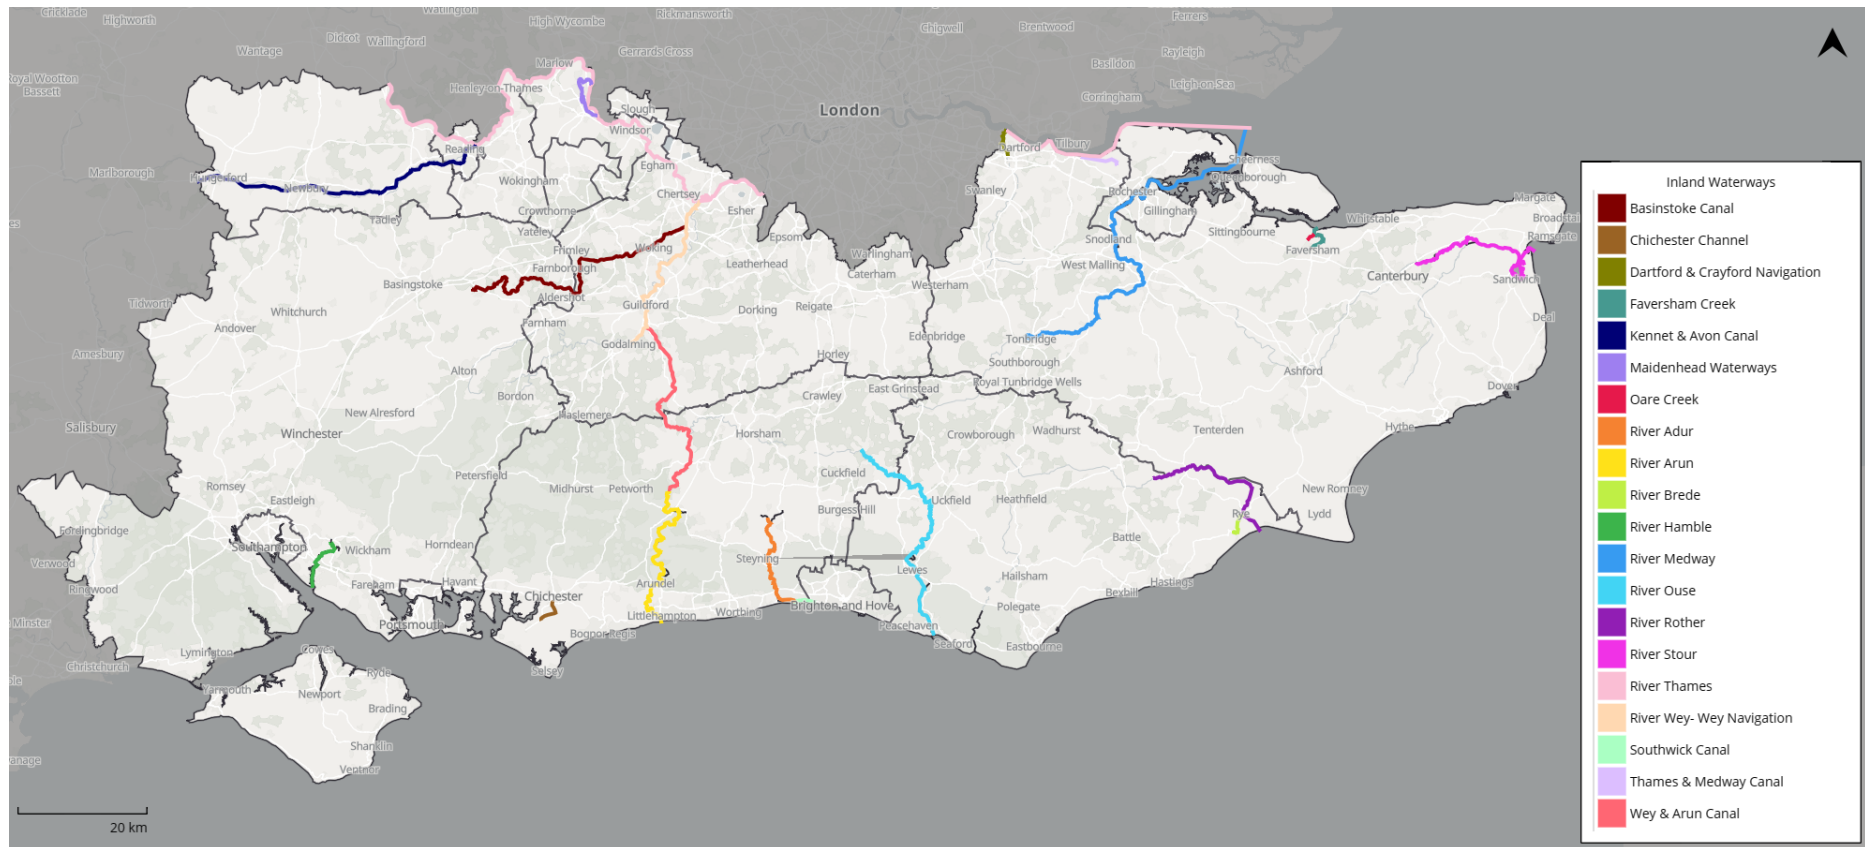 Cricklade
Highworth
Watlington
High Wycombe
Rickmansworth
Ferrers
Chigwell
Brentwood
Didcot
Wallingford
Wantage
Gerrards Cross
Rayleigh
Marlow
Basildon
Royal Wootton
Bassett
Henley-on-Thames
Leigh-on-Sea
Corringham
Slough
London
Windsor
Reading
Dartford
Tilbury
Sheerness
Marlborough
Hungerford
Newbury
Egham
Queenborough
Wokingham
Chertsey
Swanley
Rochester
Margate
Crowthorne
Esher
Gillingham
Whitstable
Broadstai
Tadley
Yateley
Epsom
Snodland
Sittingbourne
Ramsgate
Frimley
Woking
Warlingham
Faversham
Farnborough
Leatherhead
Caterham
West Malling
Canterbury
Sandwich
Basingstoke
Aldershot
Westerham
Tidworth
Whitchurch
Guildford
Dorking
Reigate
Deal
Andover
Farnham
Edenbridge
Tonbridge
Godalming
Amesbury
Horley
Southborough
Alton
Ashford
Royal Tunbridge Wells
Dover
Bordon
Crawley
East Grinstead
New Alresford
Haslemere
Salisbury
Hythe
Winchester
Horsham
Crowborough
Wadhurst
Tenterden
Petersfield
Midhurst
Petworth
Cuckfield
Romsey
New Romney
Eastleigh
Uckfield
Heathfield
Burgess Hill
Rye
Lydd
Fordingbridge
Battle
Southampton
Wickham
Horndean
Steyning
Verwood
Lewes
Hailsham
Ringwood
Fareham
Havant
Arundel
Hastings
Chichester
Bexhill
Brighton and Hove
Polegate
Littlehampton
Worthing
Minster
Portsmouth
Bognor Regis
Peacehaven
Seaford
Eastbourne
Lymington
Cowes
Christchurch
Selsey
Ryde
Yarmouth
Newport
Brading
Shanklin
Ventnor
anage
20 km
Inland Waterways
Basinstoke Canal
Chichester Channel
Dartford & Crayford Navigation
Faversham Creek
Kennet & Avon Canal
Maidenhead Waterways
Oare Creek
River Adur
River Arun
River Brede
River Hamble
River Medway
River Ouse
River Rother
River Stour
River Thames
River Wey- Wey Navigation
Southwick Canal
Thames & Medway Canal
Wey & Arun Canal